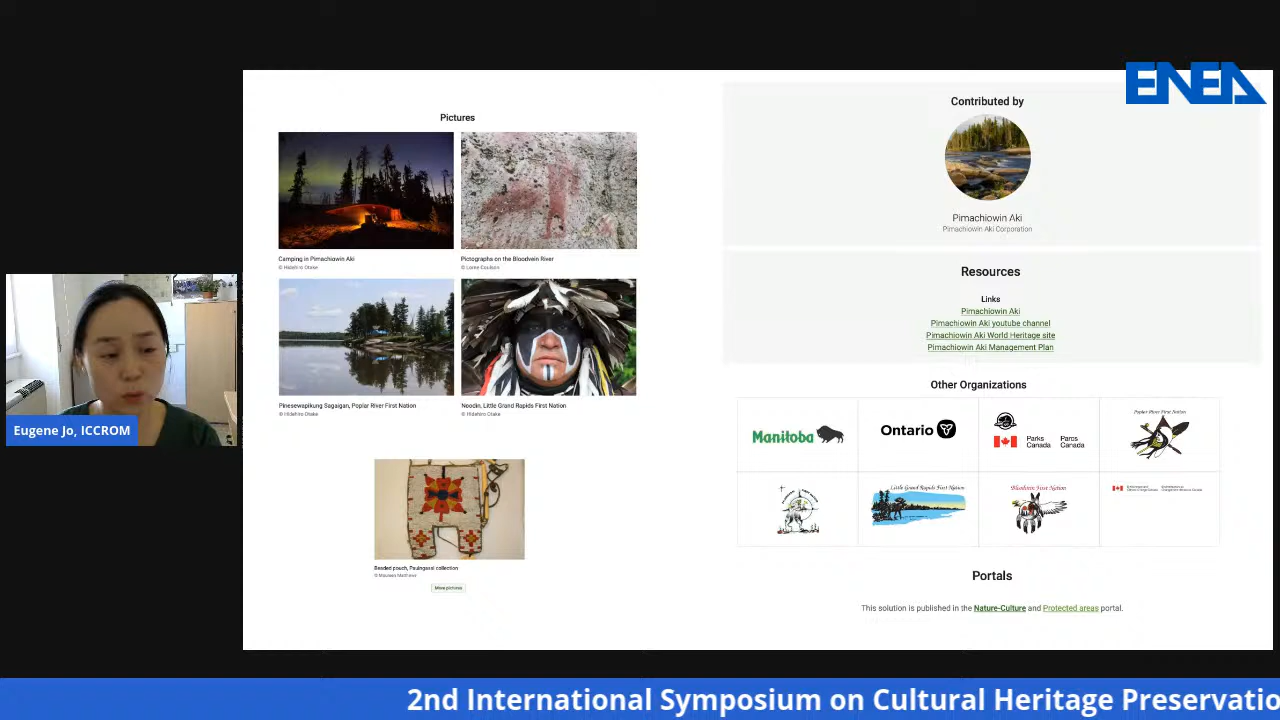 ENEA
Pictures
Camping in Pimachiowin Aki
© Hidehiro Otake
Pictographs on the Bloodvein River
© Lorne Coulson
Pinesewapikung Sagaigan, Poplar River First Nation
© Hidehiro Otake
Noodin, Little Grand Rapids First Nation
© Hidehiro Otake
Beaded pouch, Pauingassi collection
© Maureen Matthews
More pictures
Contributed by
Pimachiowin Aki
Pimachiowin Aki Corporation
Resources
Links
Pimachiowin Aki
Pimachiowin Aki youtube channel
Pimachiowin Aki World Heritage site
Pimachiowin Aki Management Plan
Other Organizations
Manitoba
Ontario
Parks Canada
Parcs Canada
Poplar River First Nation
Little Grand Rapids First Nation
Bloodvein First Nation
Portals
This solution is published in the Nature-Culture and Protected areas portal.
Eugene Jo, ICCROM
2nd International Symposium on Cultural Heritage Preservatio